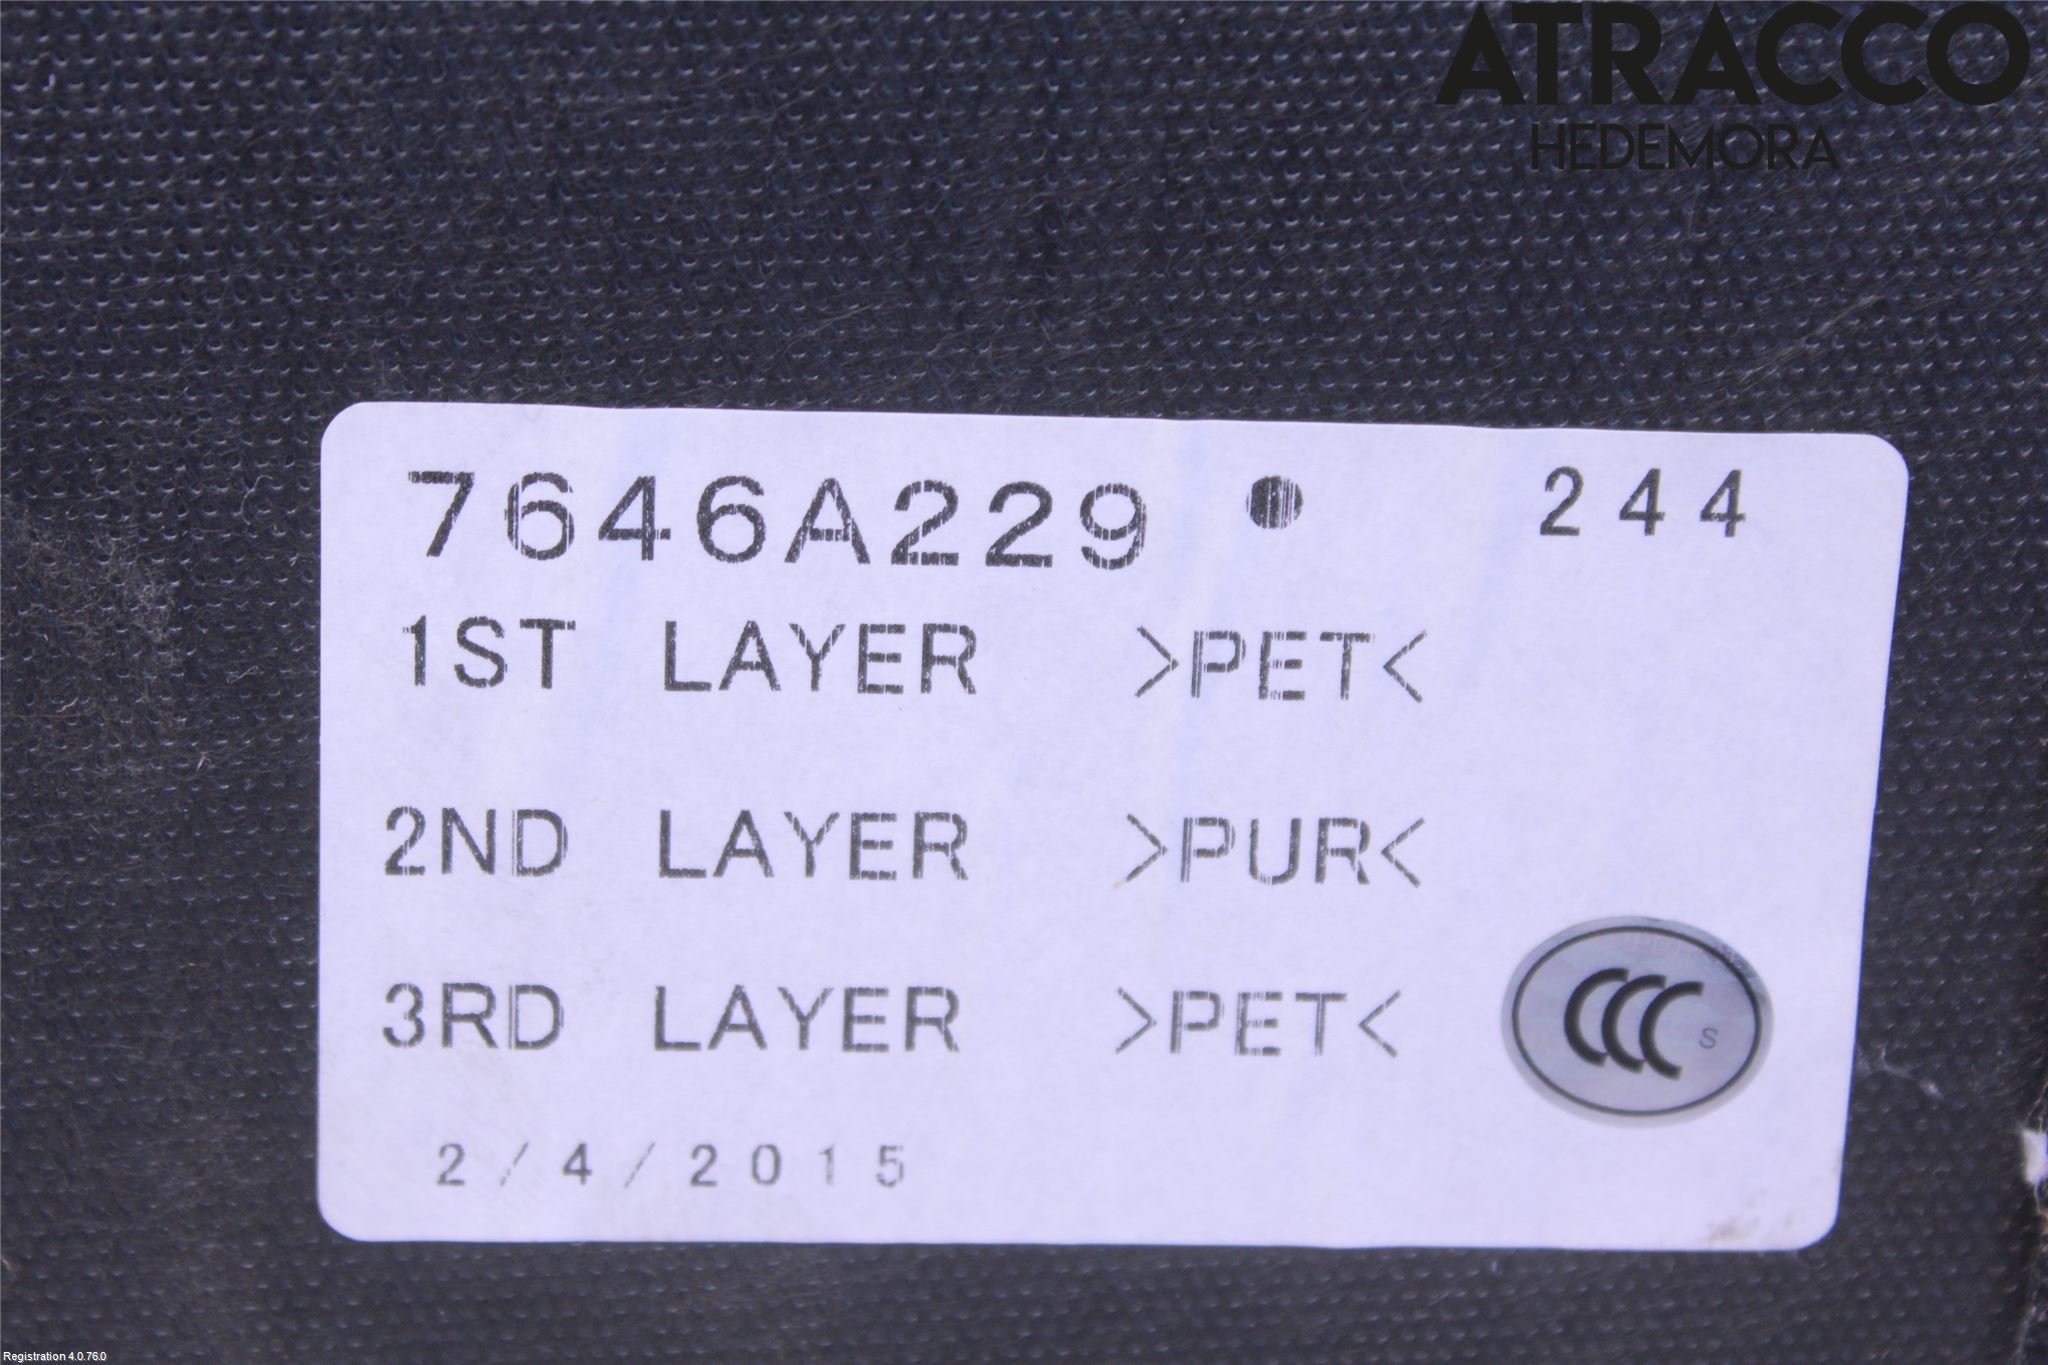 ATRACCO
HEDEMORA
7646A229 ● 244
1ST LAYER >PET<
2ND LAYER >PUR<
3RD LAYER >PET<
CCC S
2/4/2015
Registration 4.0.76.0